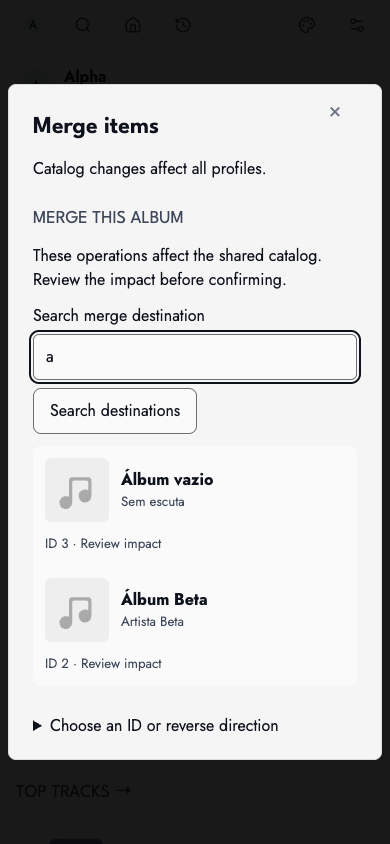 A
Alpha
Merge items
Catalog changes affect all profiles.
MERGE THIS ALBUM
These operations affect the shared catalog.
Review the impact before confirming.
Search merge destination
a
Search destinations
Álbum vazio
Sem escuta
ID 3 · Review impact
Álbum Beta
Artista Beta
ID 2 · Review impact
▶ Choose an ID or reverse direction
TOP TRACKS →